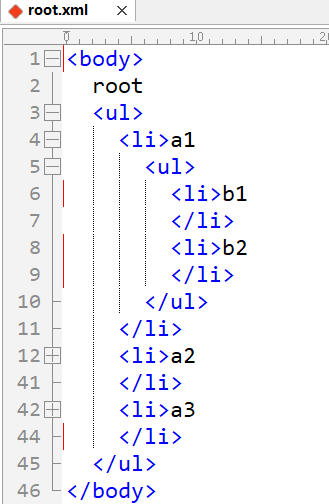 root.xml
0 10 20
1 <body>
2 root
3 <ul>
4 <li>a1
5 <ul>
6 <li>b1
7 </li>
8 <li>b2
9 </li>
10 </ul>
11 </li>
12 <li>a2
41 </li>
42 <li>a3
44 </li>
45 </ul>
46 </body>